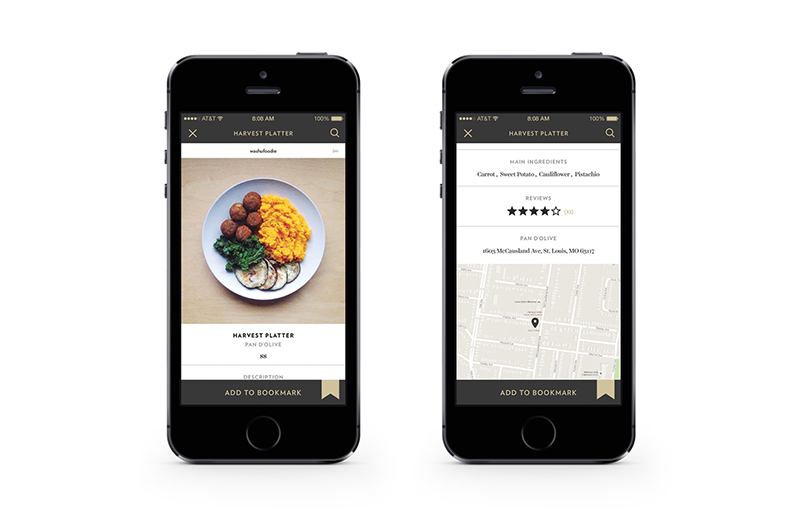 AT&T 8:08 AM 100%
HARVEST PLATTER
washufoodie
HARVEST PLATTER
PAN D'OLIVE
$8
DESCRIPTION
ADD TO BOOKMARK
AT&T 8:08 AM 100%
HARVEST PLATTER
MAIN INGREDIENTS
Carrot, Sweet Potato, Cauliflower, Pistachio
REVIEWS
PAN D'OLIVE
1603 McCausland Ave, St. Louis, MO 63117
ADD TO BOOKMARK